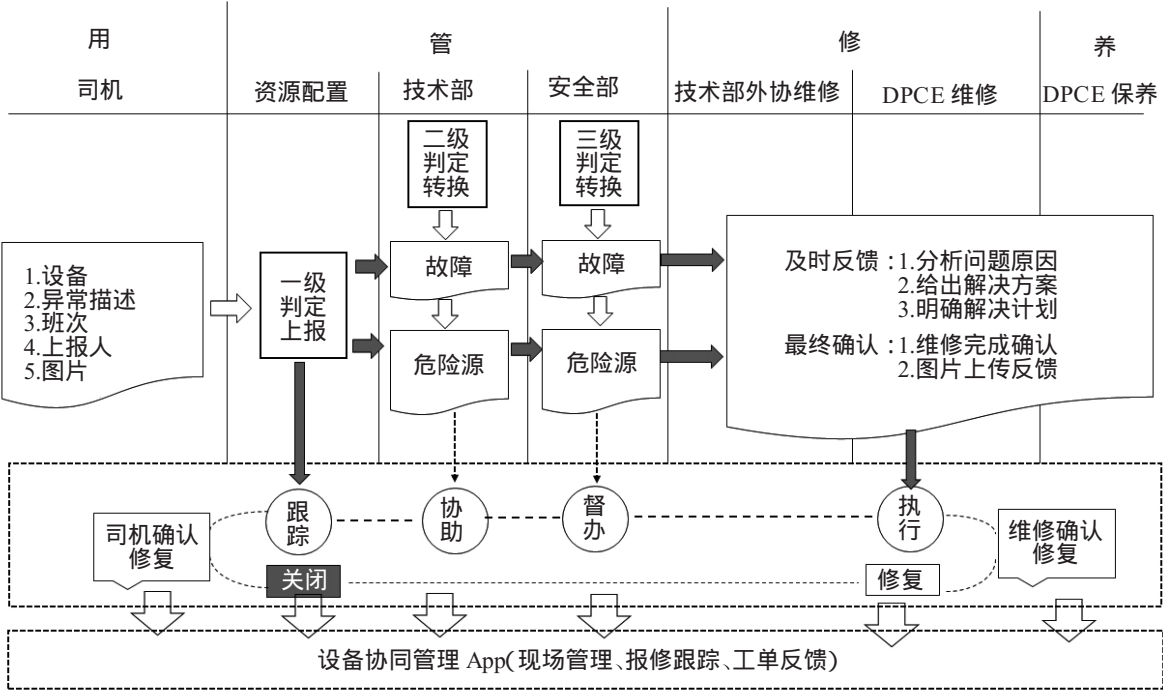 用
管
修
养
司机
资源配置
技术部
安全部
技术部外协维修
DPCE 维修
DPCE 保养
二级
判定
转换
三级
判定
转换
1.设备
2.异常描述
3.班次
4.上报人
5.图片
一级
判定
上报
故障
故障
危险源
危险源
及时反馈:1.分析问题原因
2.给出解决方案
3.明确解决计划
最终确认:1.维修完成确认
2.图片上传反馈
司机确认
修复
跟
踪
协
助
督
办
执
行
维修确认
修复
关闭
修复
设备协同管理 App(现场管理、报修跟踪、工单反馈)